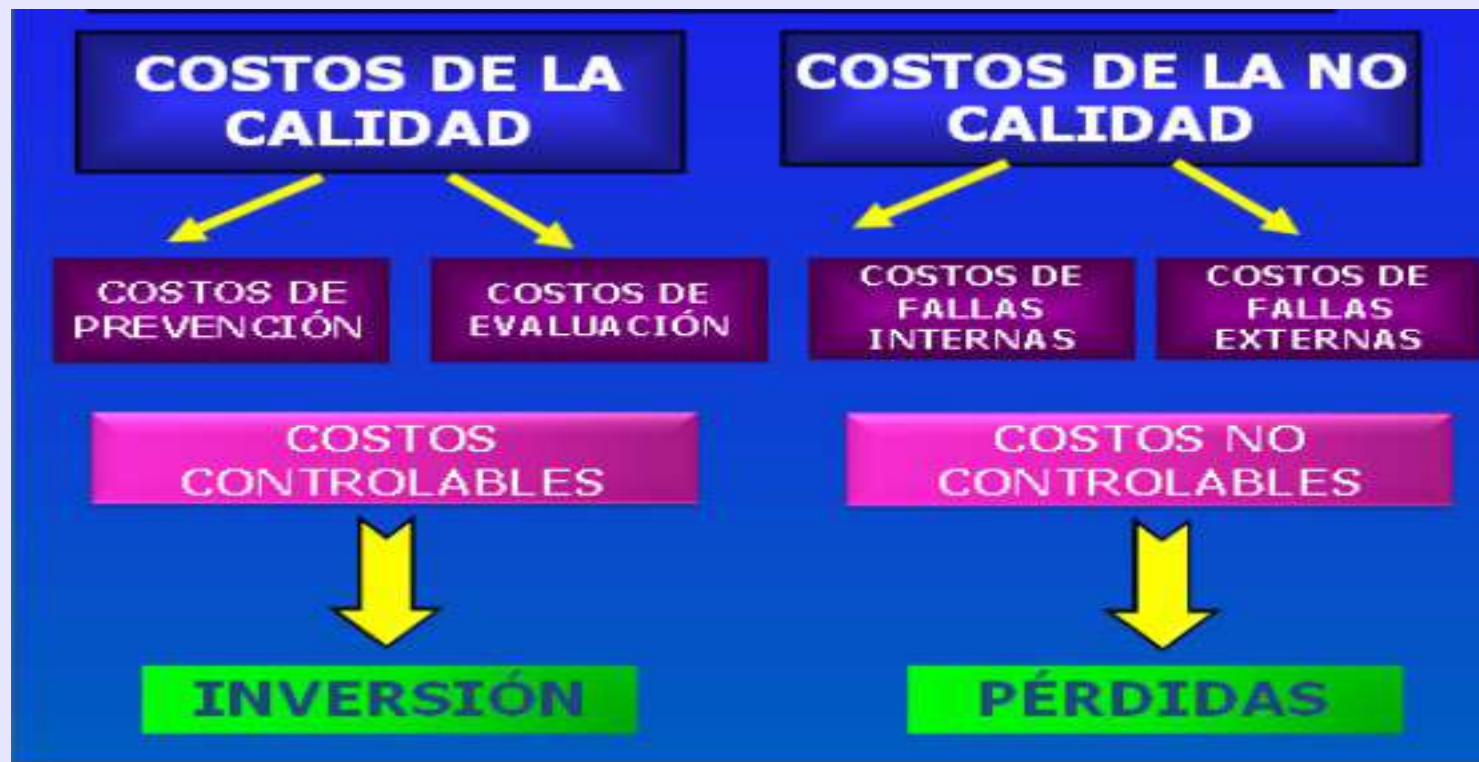 COSTOS DE LA
CALIDAD
COSTOS DE LA NO
CALIDAD
COSTOS DE
PREVENCIÓN
COSTOS DE
EVALUACIÓN
COSTOS DE
FALLAS
INTERNAS
COSTOS DE
FALLAS
EXTERNAS
COSTOS
CONTROLABLES
COSTOS NO
CONTROLABLES
INVERSIÓN
PÉRDIDAS